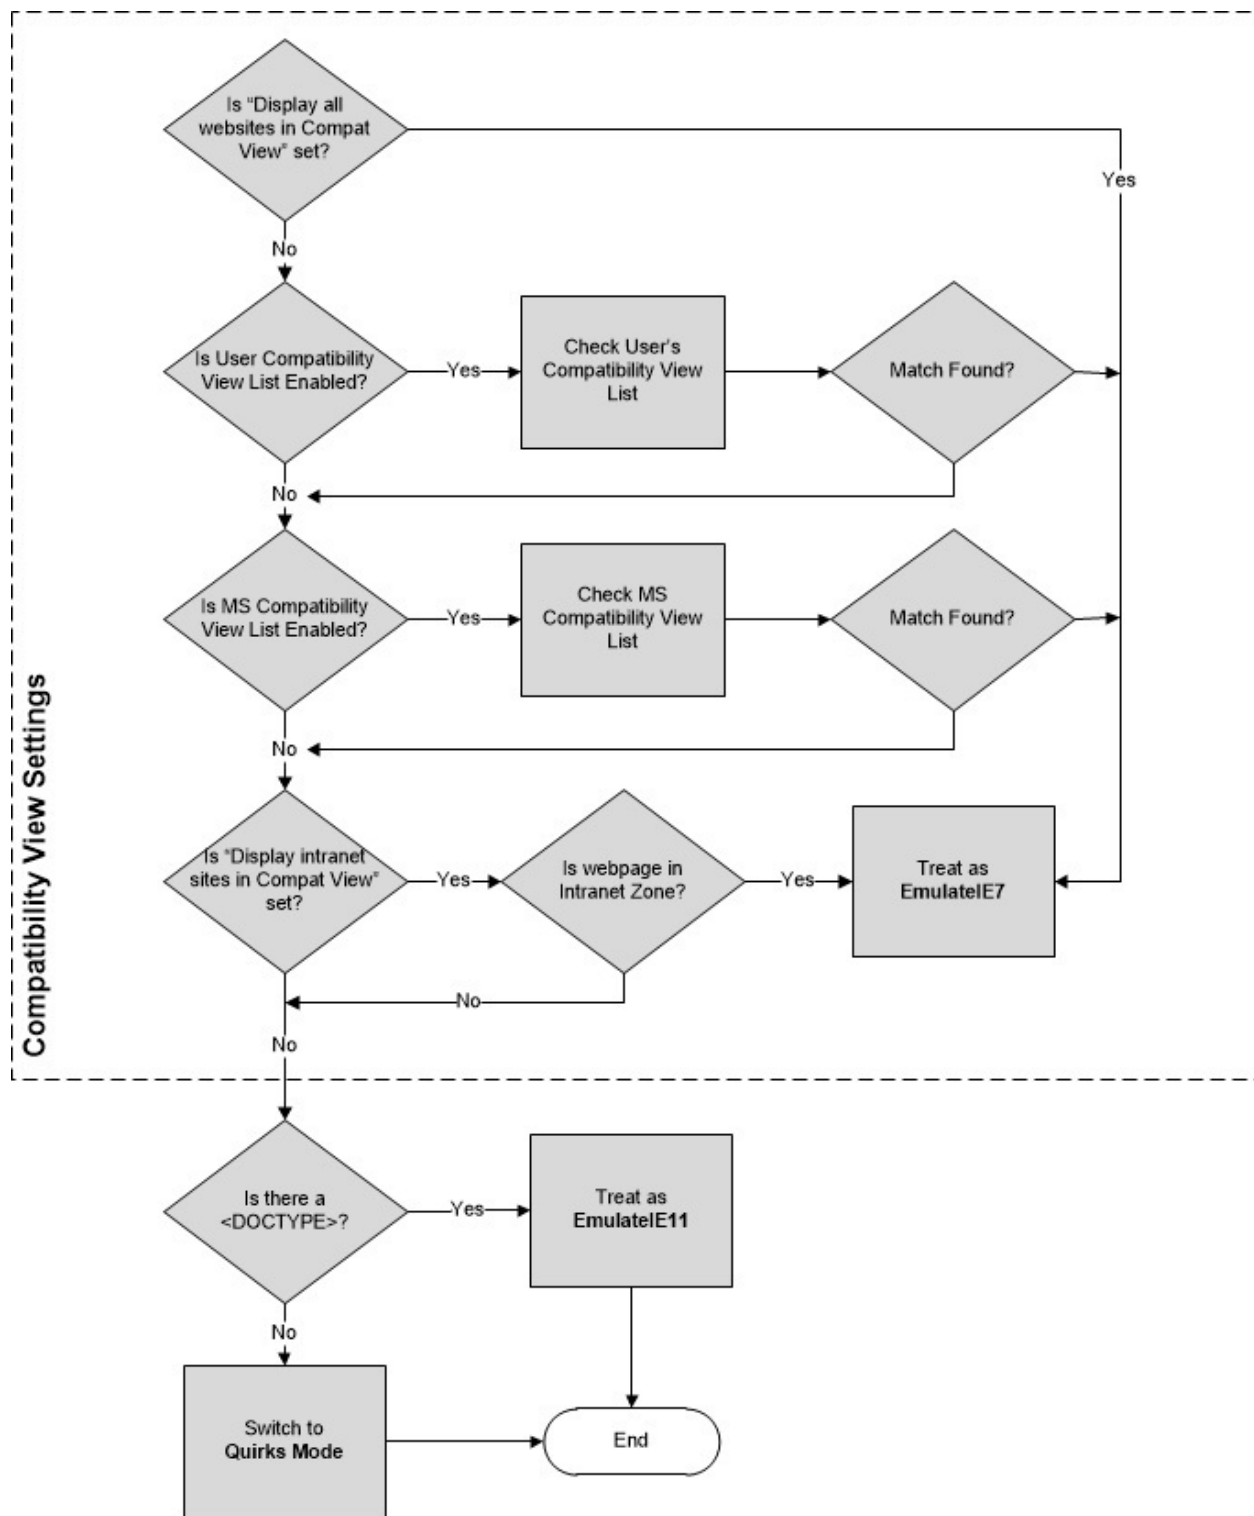 Is “Display all
websites in Compat
View” set?
Yes
No
Is User Compatibility
View List Enabled?
Yes
Check User's
Compatibility View
List
Match Found?
No
Is MS Compatibility
View List Enabled?
Yes
Check MS
Compatibility View
List
Match Found?
No
Is “Display intranet
sites in Compat View”
set?
Yes
Is webpage in
Intranet Zone?
Yes
Treat as
EmulateIE7
No
No
Compatibility View Settings
Is there a
<DOCTYPE>?
Yes
Treat as
EmulateIE11
No
Switch to
Quirks Mode
End